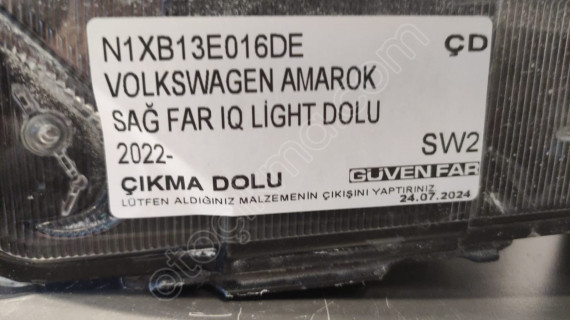 N1XB13E016DE ÇD
VOLKSWAGEN AMAROK
SAĞ FAR IQ LİGHT DOLU
2022- SW2
ÇIKMA DOLU GÜVEN FAR
LÜTFEN ALDIĞINIZ MALZEMENİN ÇIKIŞINI YAPTIRINIZ 24.07.2024